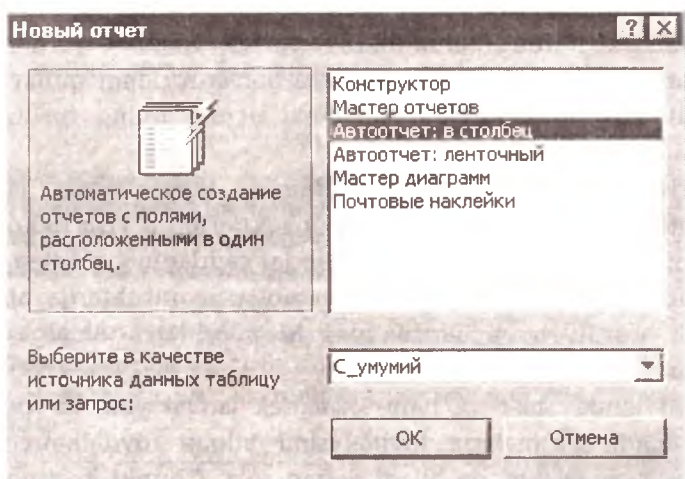 Новый отчет
Автоматическое создание
отчетов с полями,
расположенными в один
столбец.
Конструктор
Мастер отчетов
Автоотчет: в столбец
Автоотчет: ленточный
Мастер диаграмм
Почтовые наклейки
Выберите в качестве
источника данных таблицу
или запрос:
С_умумий
ОК
Отмена